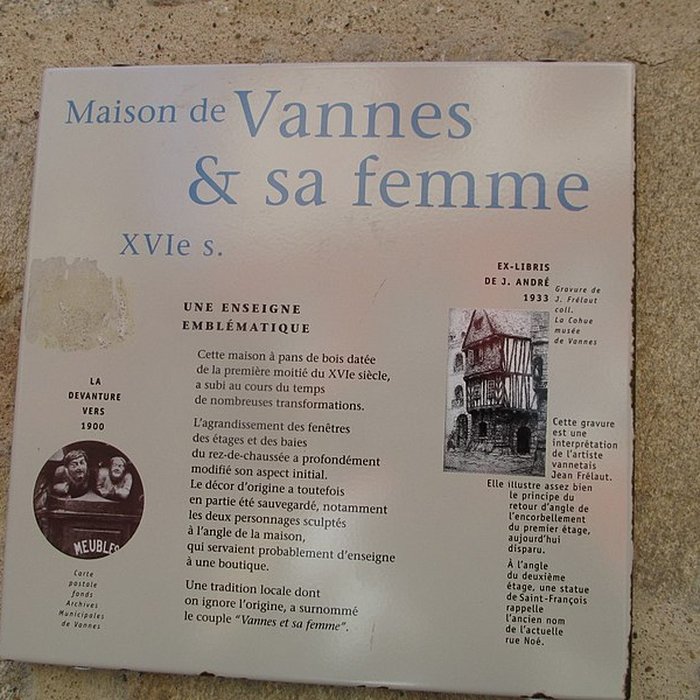 Maison de Vannes
& sa femme
XVIe s.
UNE ENSEIGNE
EMBLÉMATIQUE
Cette maison à pans de bois datée
de la première moitié du XVIe siècle,
a subi au cours du temps
de nombreuses transformations.
L'agrandissement des fenêtres
des étages et des baies
du rez-de-chaussée a profondément
modifié son aspect initial.
Le décor d'origine a toutefois
en partie été sauvegardé, notamment
les deux personnages sculptés
à l'angle de la maison,
qui servaient probablement d'enseigne
à une boutique.
Une tradition locale dont
on ignore l'origine, a surnommé
le couple "Vannes et sa femme".
LA
DEVANTURE
VERS
1900
MEUBLES
Carte
postale
fonds
Archives
Municipales
de Vannes
EX-LIBRIS
DE J. ANDRÉ
1933
Gravure de
J. Frélaut
coll.
La Cohue
musée
de Vannes
Cette gravure
est une
interprétation
de l'artiste
vannetais
Jean Frélaut.
Elle illustre assez bien
le principe du
retour d'angle de
l'encorbellement
du premier étage,
aujourd'hui
disparu.
À l'angle
du deuxième
étage, une statue
de Saint-François
rappelle
l'ancien nom
de l'actuelle
rue Noé.